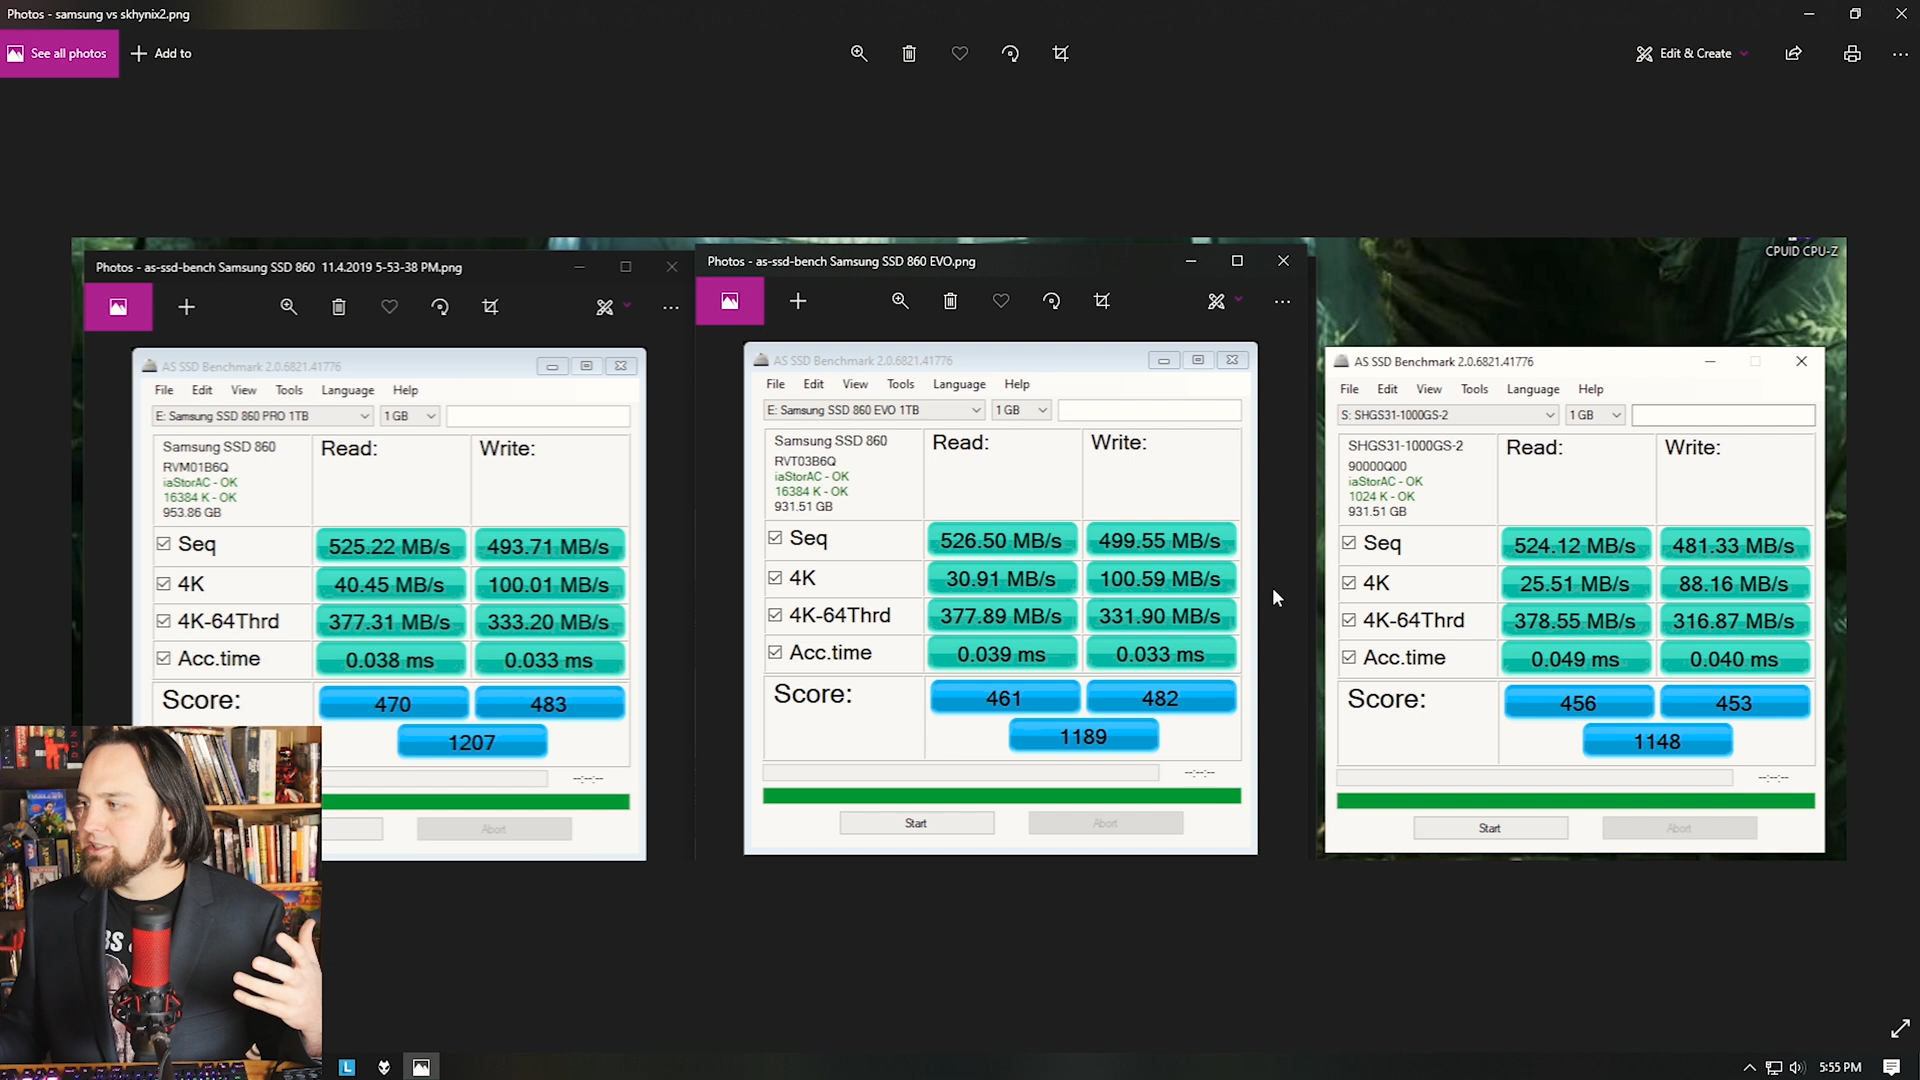 Photos - samsung vs skhynix2.png
See all photos
Add to
Edit & Create
CPUID CPU-Z
Photos - as-ssd-bench Samsung SSD 860 11.4.2019 5-53-38 PM.png
AS SSD Benchmark 2.0.6821.41776
File Edit View Tools Language Help
E: Samsung SSD 860 PRO 1TB 1 GB
Samsung SSD 860
RVM01B6Q
iaStorAC - OK
16384 K - OK
953.86 GB
Read: Write:
Seq 525.22 MB/s 493.71 MB/s
4K 40.45 MB/s 100.01 MB/s
4K-64Thrd 377.31 MB/s 333.20 MB/s
Acc.time 0.038 ms 0.033 ms
Score: 470 483
1207
--:--:--
Abort
Photos - as-ssd-bench Samsung SSD 860 EVO.png
AS SSD Benchmark 2.0.6821.41776
File Edit View Tools Language Help
E: Samsung SSD 860 EVO 1TB 1 GB
Samsung SSD 860
RVT03B6Q
iaStorAC - OK
16384 K - OK
931.51 GB
Read: Write:
Seq 526.50 MB/s 499.55 MB/s
4K 30.91 MB/s 100.59 MB/s
4K-64Thrd 377.89 MB/s 331.90 MB/s
Acc.time 0.039 ms 0.033 ms
Score: 461 482
1189
--:--:--
Start Abort
AS SSD Benchmark 2.0.6821.41776
File Edit View Tools Language Help
S: SHGS31-1000GS-2 1 GB
SHGS31-1000GS-2
90000Q00
iaStorAC - OK
1024 K - OK
931.51 GB
Read: Write:
Seq 524.12 MB/s 481.33 MB/s
4K 25.51 MB/s 88.16 MB/s
4K-64Thrd 378.55 MB/s 316.87 MB/s
Acc.time 0.049 ms 0.040 ms
Score: 456 453
1148
--:--:--
Start Abort
L
5:55 PM